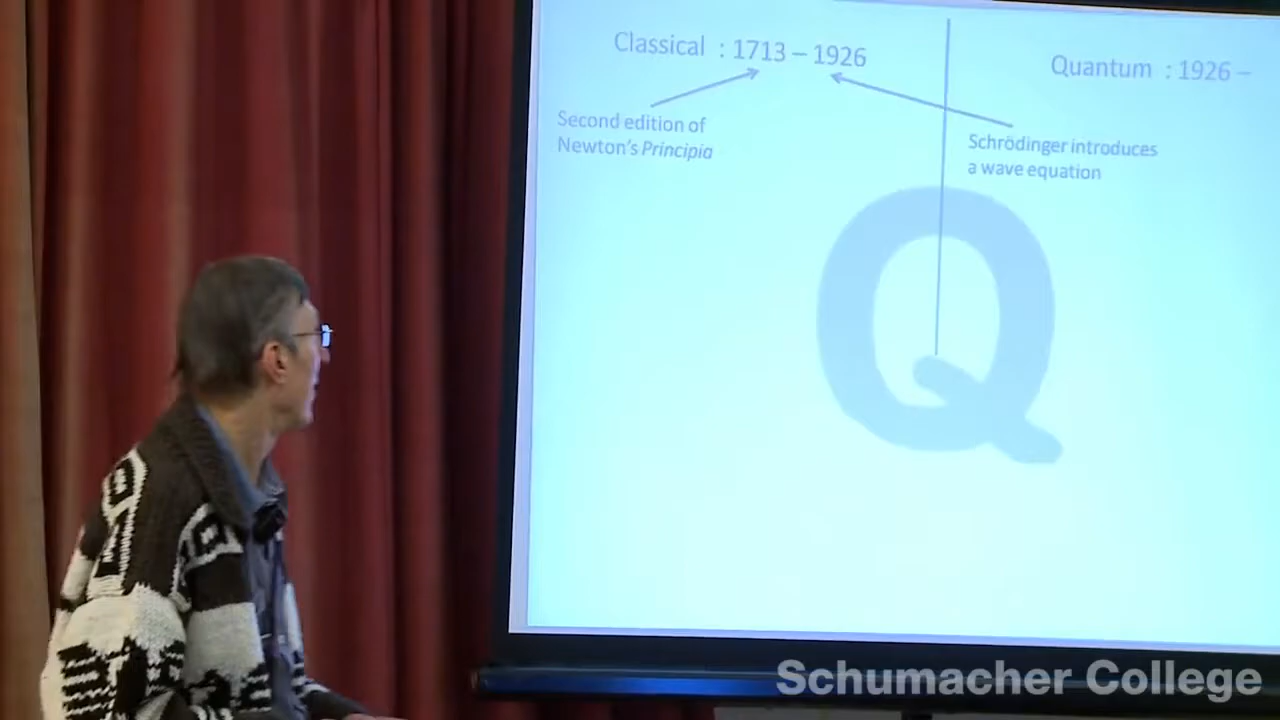 Classical : 1713 – 1926
Quantum : 1926 –
Second edition of
Newton's Principia
Schrödinger introduces
a wave equation
Q
Schumacher College